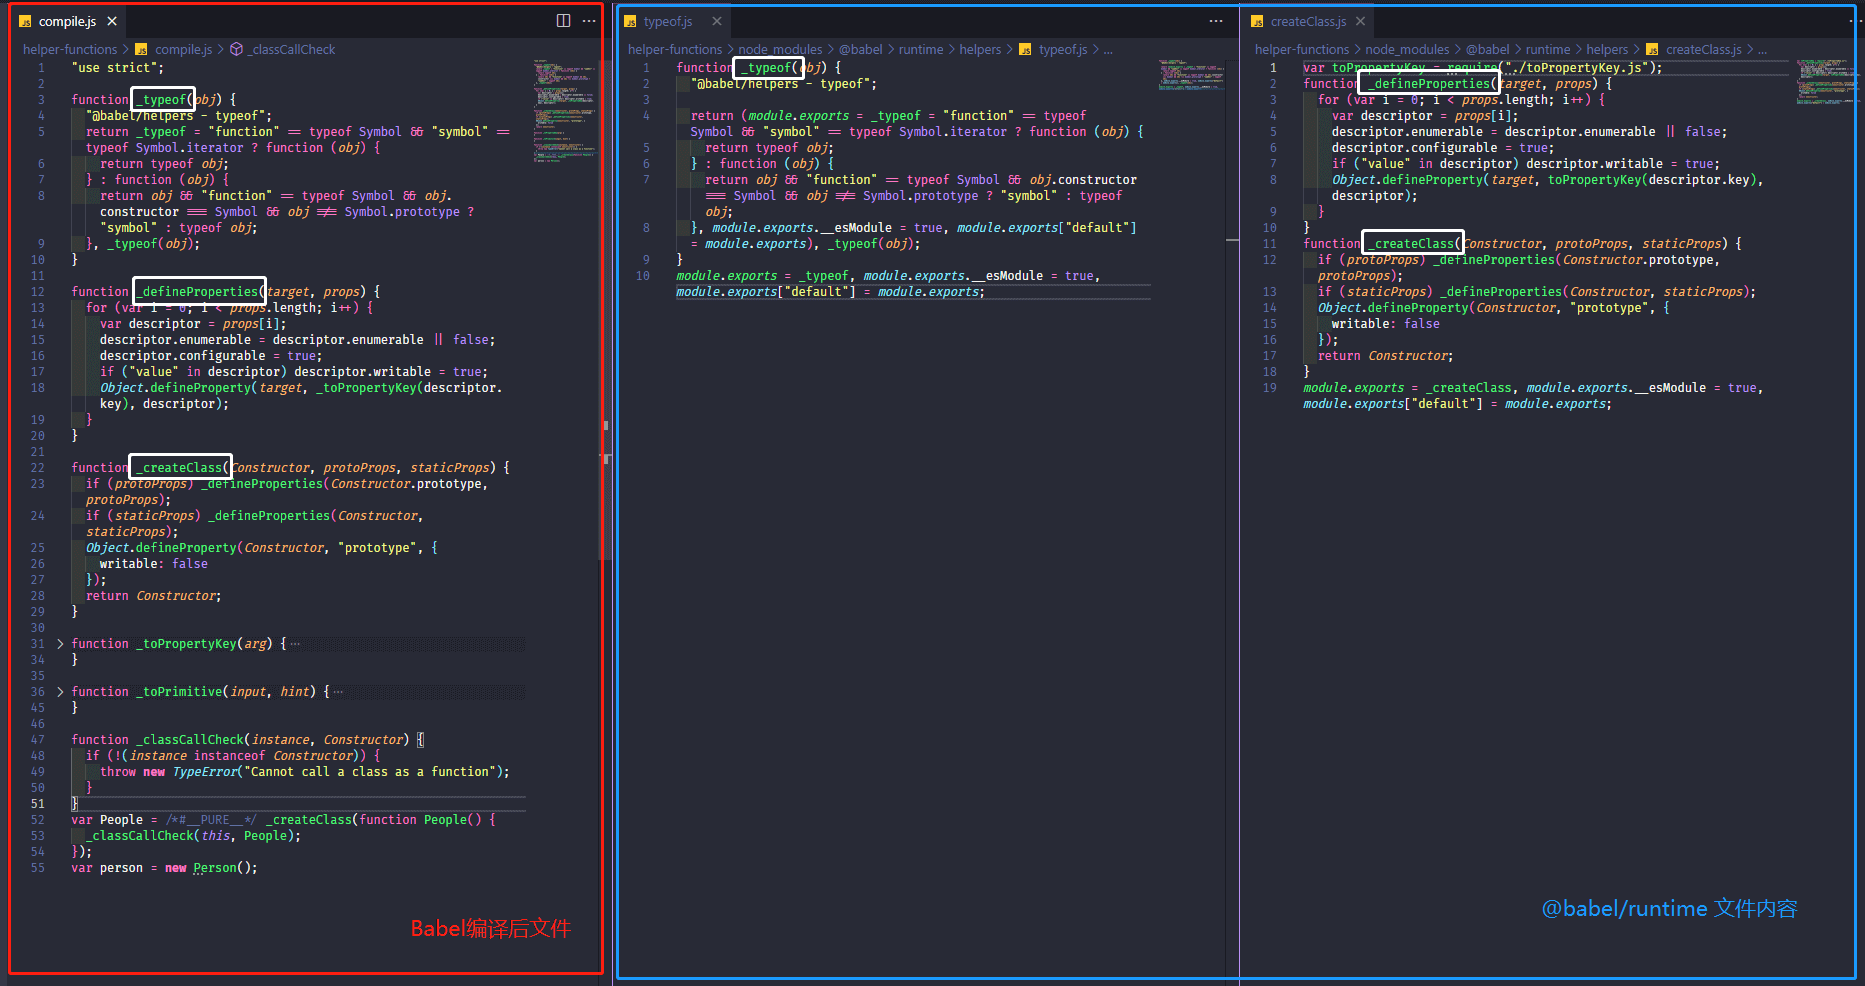 JS compile.js ×
helper-functions > JS compile.js > _classCallCheck
1 "use strict";
2
3 function _typeof(obj) {
4 "@babel/helpers - typeof";
5 return _typeof = "function" == typeof Symbol && "symbol" ==
typeof Symbol.iterator ? function (obj) {
6 return typeof obj;
7 } : function (obj) {
8 return obj && "function" == typeof Symbol && obj.
constructor === Symbol && obj !== Symbol.prototype ?
"symbol" : typeof obj;
9 }, _typeof(obj);
10 }
11
12 function _defineProperties(target, props) {
13 for (var i = 0; i < props.length; i++) {
14 var descriptor = props[i];
15 descriptor.enumerable = descriptor.enumerable || false;
16 descriptor.configurable = true;
17 if ("value" in descriptor) descriptor.writable = true;
18 Object.defineProperty(target, _toPropertyKey(descriptor.
key), descriptor);
19 }
20 }
21
22 function _createClass(Constructor, protoProps, staticProps) {
23 if (protoProps) _defineProperties(Constructor.prototype,
protoProps);
24 if (staticProps) _defineProperties(Constructor,
staticProps);
25 Object.defineProperty(Constructor, "prototype", {
26 writable: false
27 });
28 return Constructor;
29 }
30
31 > function _toPropertyKey(arg) { ⋯
34 }
35
36 > function _toPrimitive(input, hint) { ⋯
45 }
46
47 function _classCallCheck(instance, Constructor) {
48 if (!(instance instanceof Constructor)) {
49 throw new TypeError("Cannot call a class as a function");
50 }
51 }
52 var People = /*#__PURE__*/ _createClass(function People() {
53 _classCallCheck(this, People);
54 });
55 var person = new Person();
Babel编译后文件
JS typeof.js ×
helper-functions > node_modules > @babel > runtime > helpers > JS typeof.js > ...
1 function _typeof(obj) {
2 "@babel/helpers - typeof";
3
4 return (module.exports = _typeof = "function" == typeof
Symbol && "symbol" == typeof Symbol.iterator ? function (obj) {
5 return typeof obj;
6 } : function (obj) {
7 return obj && "function" == typeof Symbol && obj.constructor
=== Symbol && obj !== Symbol.prototype ? "symbol" : typeof
obj;
8 }, module.exports.__esModule = true, module.exports["default"]
= module.exports), _typeof(obj);
9 }
10 module.exports = _typeof, module.exports.__esModule = true,
module.exports["default"] = module.exports;
JS createClass.js ×
helper-functions > node_modules > @babel > runtime > helpers > JS createClass.js > ...
1 var toPropertyKey = require("./toPropertyKey.js");
2 function _defineProperties(target, props) {
3 for (var i = 0; i < props.length; i++) {
4 var descriptor = props[i];
5 descriptor.enumerable = descriptor.enumerable || false;
6 descriptor.configurable = true;
7 if ("value" in descriptor) descriptor.writable = true;
8 Object.defineProperty(target, toPropertyKey(descriptor.key),
descriptor);
9 }
10 }
11 function _createClass(Constructor, protoProps, staticProps) {
12 if (protoProps) _defineProperties(Constructor.prototype,
protoProps);
13 if (staticProps) _defineProperties(Constructor, staticProps);
14 Object.defineProperty(Constructor, "prototype", {
15 writable: false
16 });
17 return Constructor;
18 }
19 module.exports = _createClass, module.exports.__esModule = true,
module.exports["default"] = module.exports;
@babel/runtime 文件内容